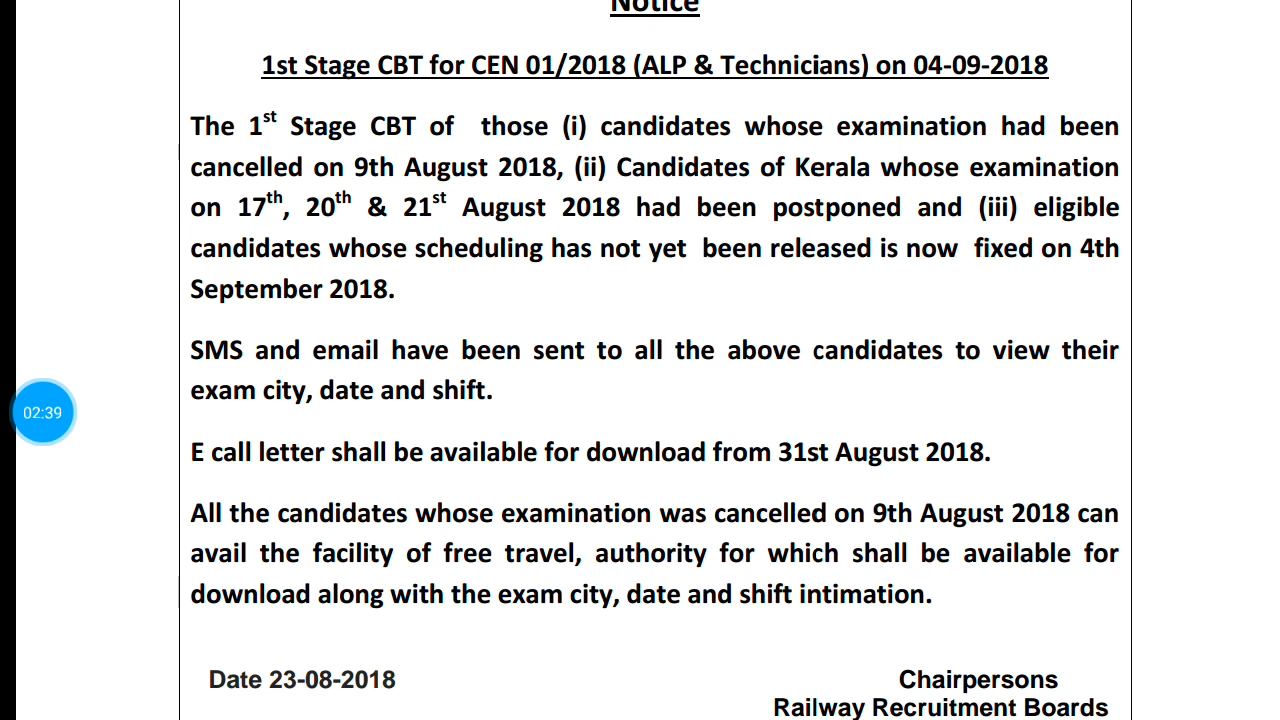 Notice
1st Stage CBT for CEN 01/2018 (ALP & Technicians) on 04-09-2018
The 1st Stage CBT of those (i) candidates whose examination had been
cancelled on 9th August 2018, (ii) Candidates of Kerala whose examination
on 17th, 20th & 21st August 2018 had been postponed and (iii) eligible
candidates whose scheduling has not yet been released is now fixed on 4th
September 2018.
SMS and email have been sent to all the above candidates to view their
exam city, date and shift.
02:39
E call letter shall be available for download from 31st August 2018.
All the candidates whose examination was cancelled on 9th August 2018 can
avail the facility of free travel, authority for which shall be available for
download along with the exam city, date and shift intimation.
Date 23-08-2018 Chairpersons
Railway Recruitment Boards